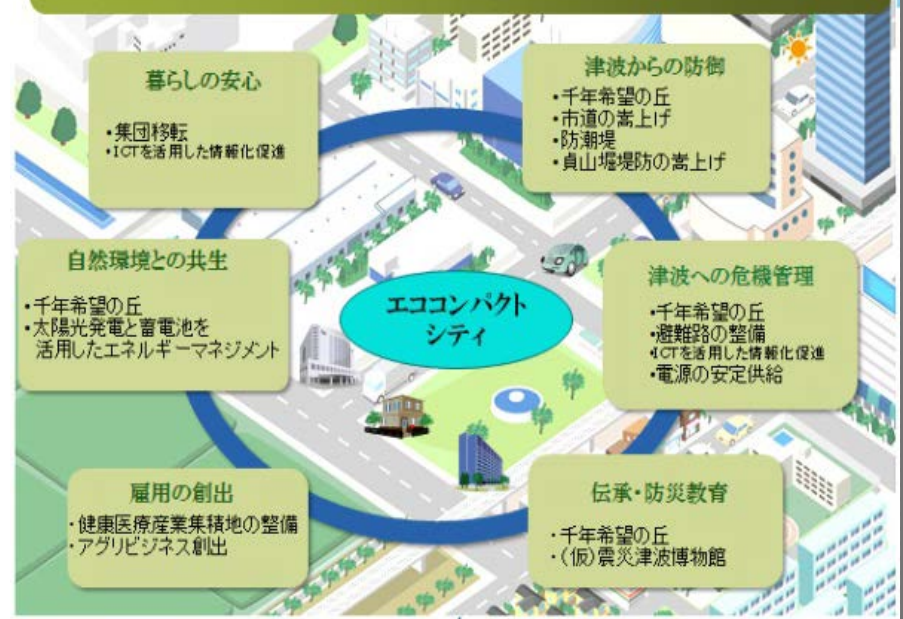 暮らしの安心
・集団移転
・ICTを活用した情報化促進
津波からの防御
・千年希望の丘
・市道の嵩上げ
・防潮堤
・貞山堀堤防の嵩上げ
自然環境との共生
・千年希望の丘
・太陽光発電と蓄電池を
活用したエネルギーマネジメント
エココンパクト
シティ
津波への危機管理
・千年希望の丘
・避難路の整備
・ICTを活用した情報化促進
・電源の安定供給
雇用の創出
・健康医療産業集積地の整備
・アグリビジネス創出
伝承・防災教育
・千年希望の丘
・(仮)震災津波博物館